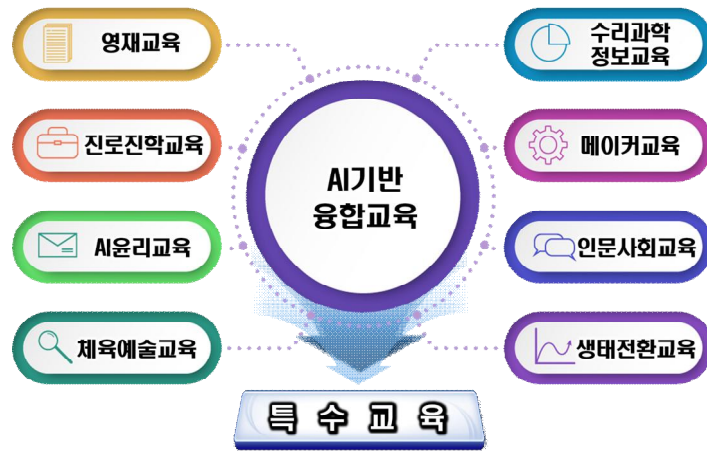 영재교육
수리과학
정보교육
진로진학교육
메이커교육
AI기반
융합교육
AI윤리교육
인문사회교육
체육예술교육
생태전환교육
특수교육